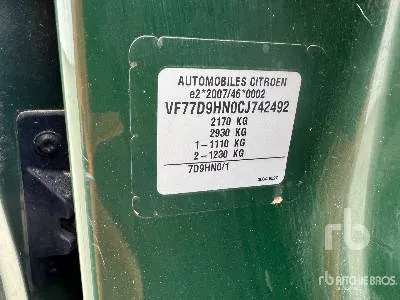 AUTOMOBILES CITROEN
e2*2007/46*0002
VF77D9HN0CJ742492
2170 KG
2930 KG
1-1110 KG
2-1230 KG
7D9HN0/1
rb
rb RITCHIE BROS